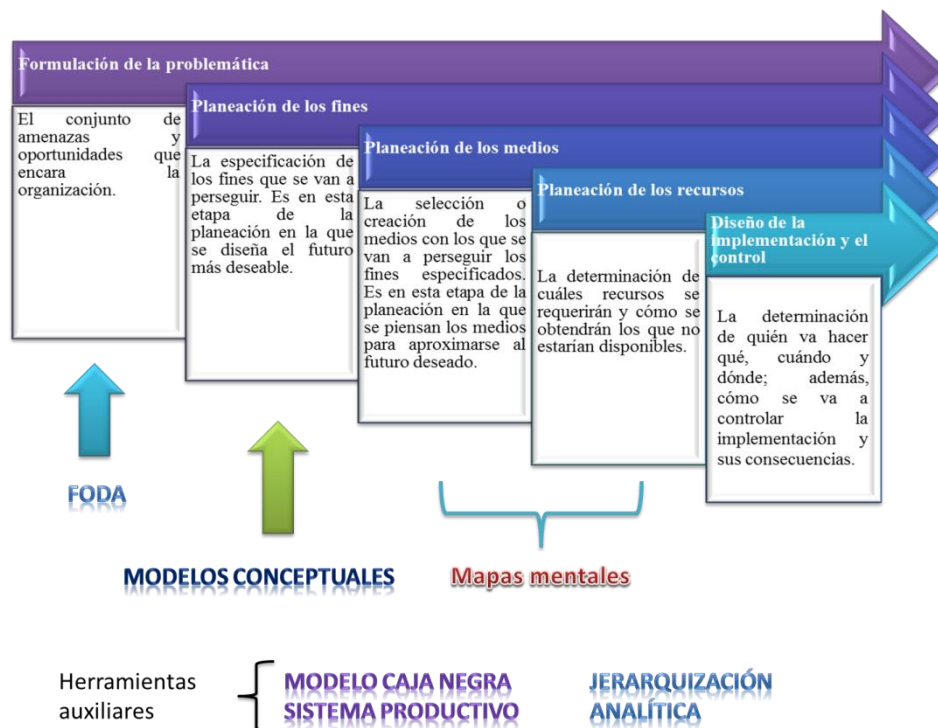 Formulación de la problemática
El conjunto de
amenazas y
oportunidades que
encara la
organización.
Planeación de los fines
La especificación de
los fines que se van a
perseguir. Es en esta
etapa de la
planeación en la que
se diseña el futuro
más deseable.
Planeación de los medios
La selección o
creación de los
medios con los que se
van a perseguir los
fines especificados.
Es en esta etapa de la
planeación en la que
se piensan los medios
para aproximarse al
futuro deseado.
Planeación de los recursos
La determinación de
cuáles recursos se
requerirán y cómo se
obtendrán los que no
estarían disponibles.
Diseño de la
implementación y el
control
La determinación
de quién va hacer
qué, cuándo y
dónde; además,
cómo se va a
controlar la
implementación y
sus consecuencias.
FODA
MODELOS CONCEPTUALES
Mapas mentales
Herramientas
auxiliares
MODELO CAJA NEGRA
SISTEMA PRODUCTIVO
JERARQUIZACIÓN
ANALÍTICA